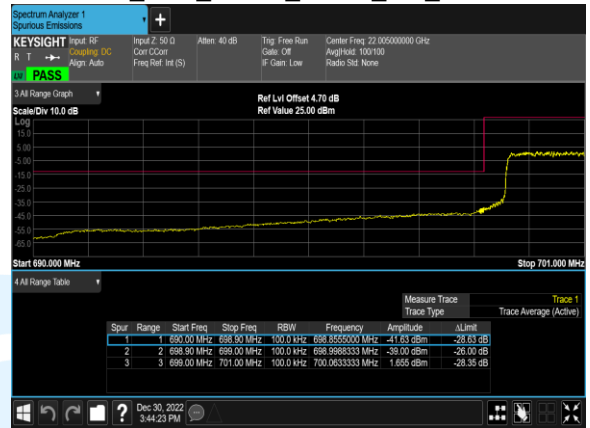 Spectrum Analyzer 1
Spurious Emissions
+
KEYSIGHT Input: RF Input Z: 50 Ω Atten: 40 dB Trig: Free Run Center Freq: 22.005000000 GHz
R T Coupling: DC Corr CCorr Gate: Off Avg|Hold: 100/100
Align: Auto Freq Ref: Int (S) IF Gain: Low Radio Std: None
PASS
3 All Range Graph
Ref Lvl Offset 4.70 dB
Scale/Div 10.0 dB Ref Value 25.00 dBm
Log
15.0
5.00
-5.00
-15.0
-25.0
-35.0
-45.0
-55.0
-65.0
Start 690.000 MHz Stop 701.000 MHz
4 All Range Table
Measure Trace Trace 1
Trace Type Trace Average (Active)
Spur Range Start Freq Stop Freq RBW Frequency Amplitude ΔLimit
1 1 690.00 MHz 698.90 MHz 100.0 kHz 698.8555000 MHz -41.63 dBm -28.63 dB
2 2 698.90 MHz 699.00 MHz 100.0 kHz 698.9988333 MHz -39.00 dBm -26.00 dB
3 3 699.00 MHz 701.00 MHz 100.0 kHz 700.0633333 MHz 1.655 dBm -28.35 dB
?
Dec 30, 2022
3:44:23 PM